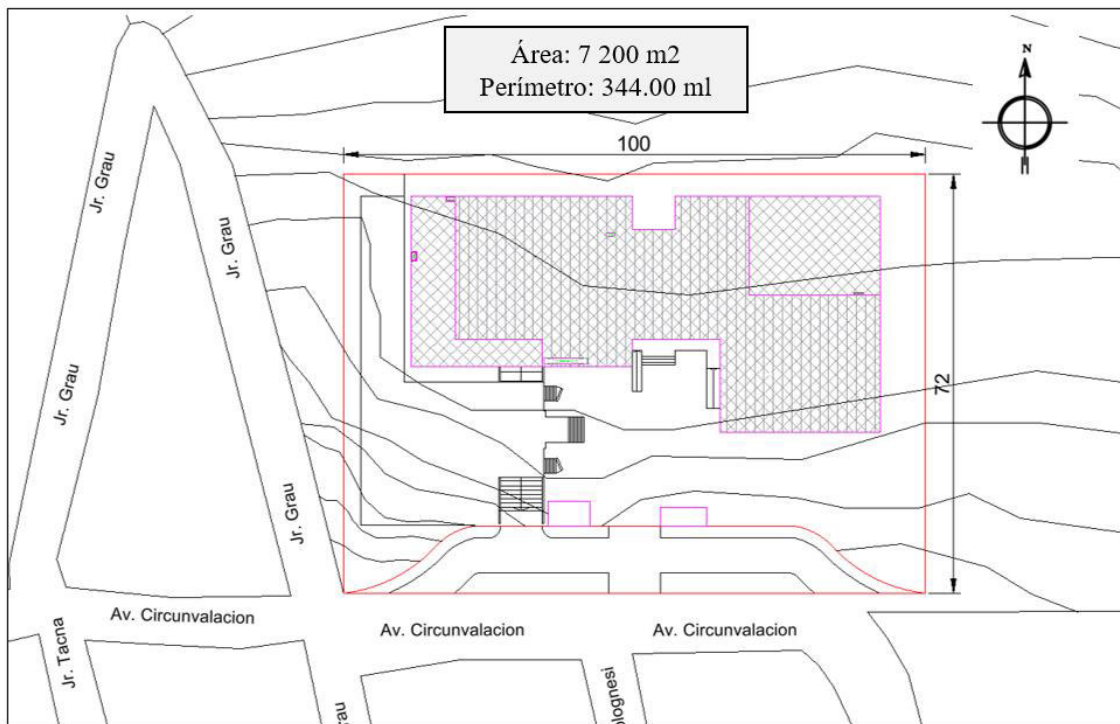 Área: 7 200 m2
Perímetro: 344.00 ml
N
100
Jr. Grau
Jr. Grau
Jr. Grau
Jr. Grau
72
Av. Circunvalacion
Av. Circunvalacion
Av. Circunvalacion
Jr. Tacna